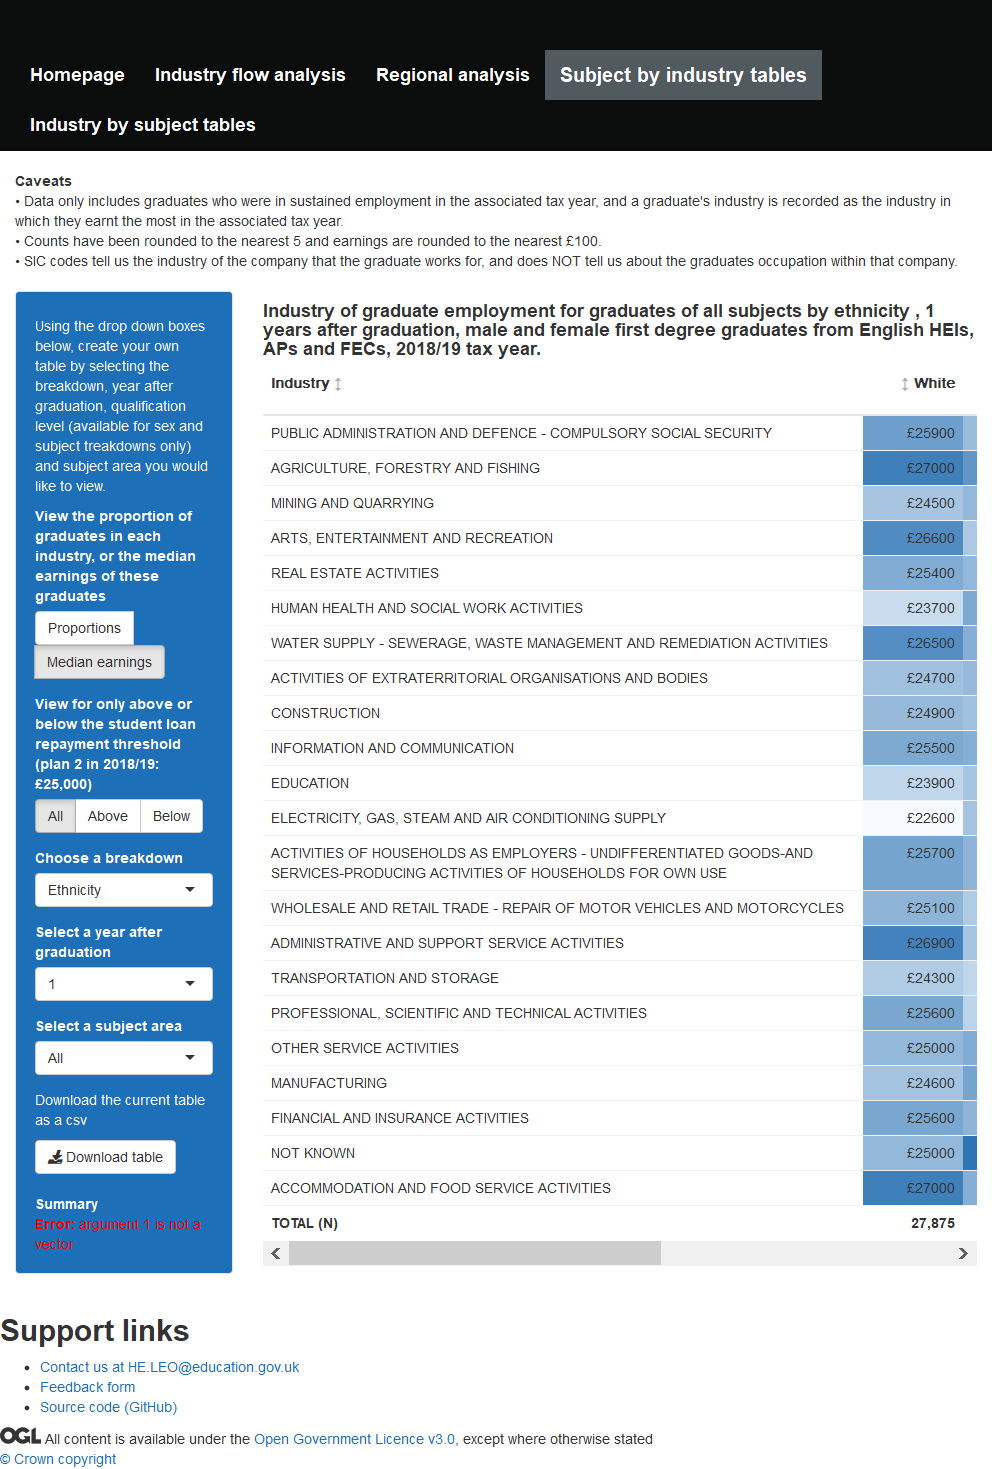 Homepage
Industry flow analysis
Regional analysis
Subject by industry tables
Industry by subject tables
Caveats
• Data only includes graduates who were in sustained employment in the associated tax year, and a graduate's industry is recorded as the industry in
which they earnt the most in the associated tax year.
• Counts have been rounded to the nearest 5 and earnings are rounded to the nearest £100.
• SIC codes tell us the industry of the company that the graduate works for, and does NOT tell us about the graduates occupation within that company.
Using the drop down boxes
below, create your own
table by selecting the
breakdown, year after
graduation, qualification
level (available for sex and
subject treakdowns only)
and subject area you would
like to view.
View the proportion of
graduates in each
industry, or the median
earnings of these
graduates
Proportions
Median earnings
View for only above or
below the student loan
repayment threshold
(plan 2 in 2018/19:
£25,000)
All Above Below
Choose a breakdown
Ethnicity
Select a year after
graduation
1
Select a subject area
All
Download the current table
as a csv
Download table
Summary
Error: argument 1 is not a
vector
Industry of graduate employment for graduates of all subjects by ethnicity , 1
years after graduation, male and female first degree graduates from English HEIs,
APs and FECs, 2018/19 tax year.
Industry White
PUBLIC ADMINISTRATION AND DEFENCE - COMPULSORY SOCIAL SECURITY £25900
AGRICULTURE, FORESTRY AND FISHING £27000
MINING AND QUARRYING £24500
ARTS, ENTERTAINMENT AND RECREATION £26600
REAL ESTATE ACTIVITIES £25400
HUMAN HEALTH AND SOCIAL WORK ACTIVITIES £23700
WATER SUPPLY - SEWERAGE, WASTE MANAGEMENT AND REMEDIATION ACTIVITIES £26500
ACTIVITIES OF EXTRATERRITORIAL ORGANISATIONS AND BODIES £24700
CONSTRUCTION £24900
INFORMATION AND COMMUNICATION £25500
EDUCATION £23900
ELECTRICITY, GAS, STEAM AND AIR CONDITIONING SUPPLY £22600
ACTIVITIES OF HOUSEHOLDS AS EMPLOYERS - UNDIFFERENTIATED GOODS-AND £25700
SERVICES-PRODUCING ACTIVITIES OF HOUSEHOLDS FOR OWN USE
WHOLESALE AND RETAIL TRADE - REPAIR OF MOTOR VEHICLES AND MOTORCYCLES £25100
ADMINISTRATIVE AND SUPPORT SERVICE ACTIVITIES £26900
TRANSPORTATION AND STORAGE £24300
PROFESSIONAL, SCIENTIFIC AND TECHNICAL ACTIVITIES £25600
OTHER SERVICE ACTIVITIES £25000
MANUFACTURING £24600
FINANCIAL AND INSURANCE ACTIVITIES £25600
NOT KNOWN £25000
ACCOMMODATION AND FOOD SERVICE ACTIVITIES £27000
TOTAL (N) 27,875
Support links
• Contact us at HE.LEO@education.gov.uk
• Feedback form
• Source code (GitHub)
OGL All content is available under the Open Government Licence v3.0, except where otherwise stated
© Crown copyright